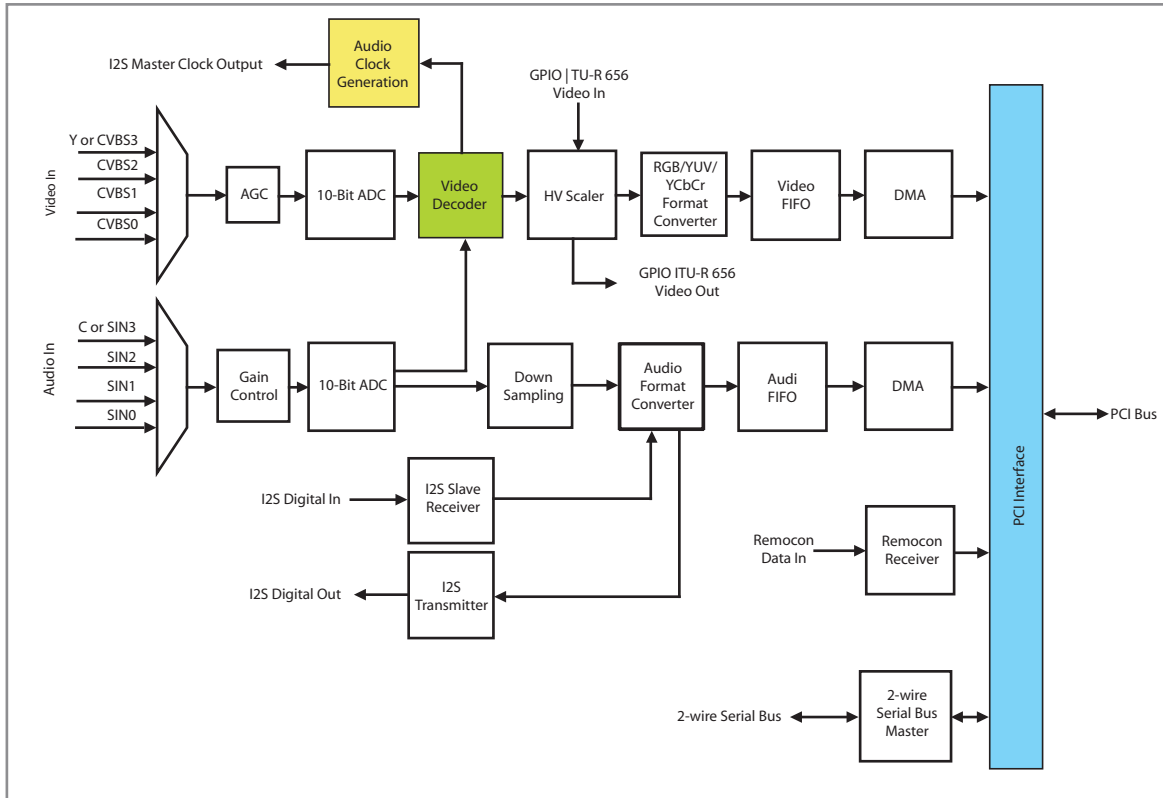 Audio
Clock
Generation
I2S Master Clock Output
GPIO | TU-R 656
Video In
Video In
Y or CVBS3
CVBS2
CVBS1
CVBS0
AGC
10-Bit ADC
Video
Decoder
HV Scaler
RGB/YUV/
YCbCr
Format
Converter
Video
FIFO
DMA
GPIO ITU-R 656
Video Out
Audio In
C or SIN3
SIN2
SIN1
SIN0
Gain
Control
10-Bit ADC
Down
Sampling
Audio
Format
Converter
Audi
FIFO
DMA
PCI Interface
PCI Bus
I2S Digital In
I2S Slave
Receiver
Remocon
Data In
Remocon
Receiver
I2S Digital Out
I2S
Transmitter
2-wire Serial Bus
2-wire
Serial Bus
Master